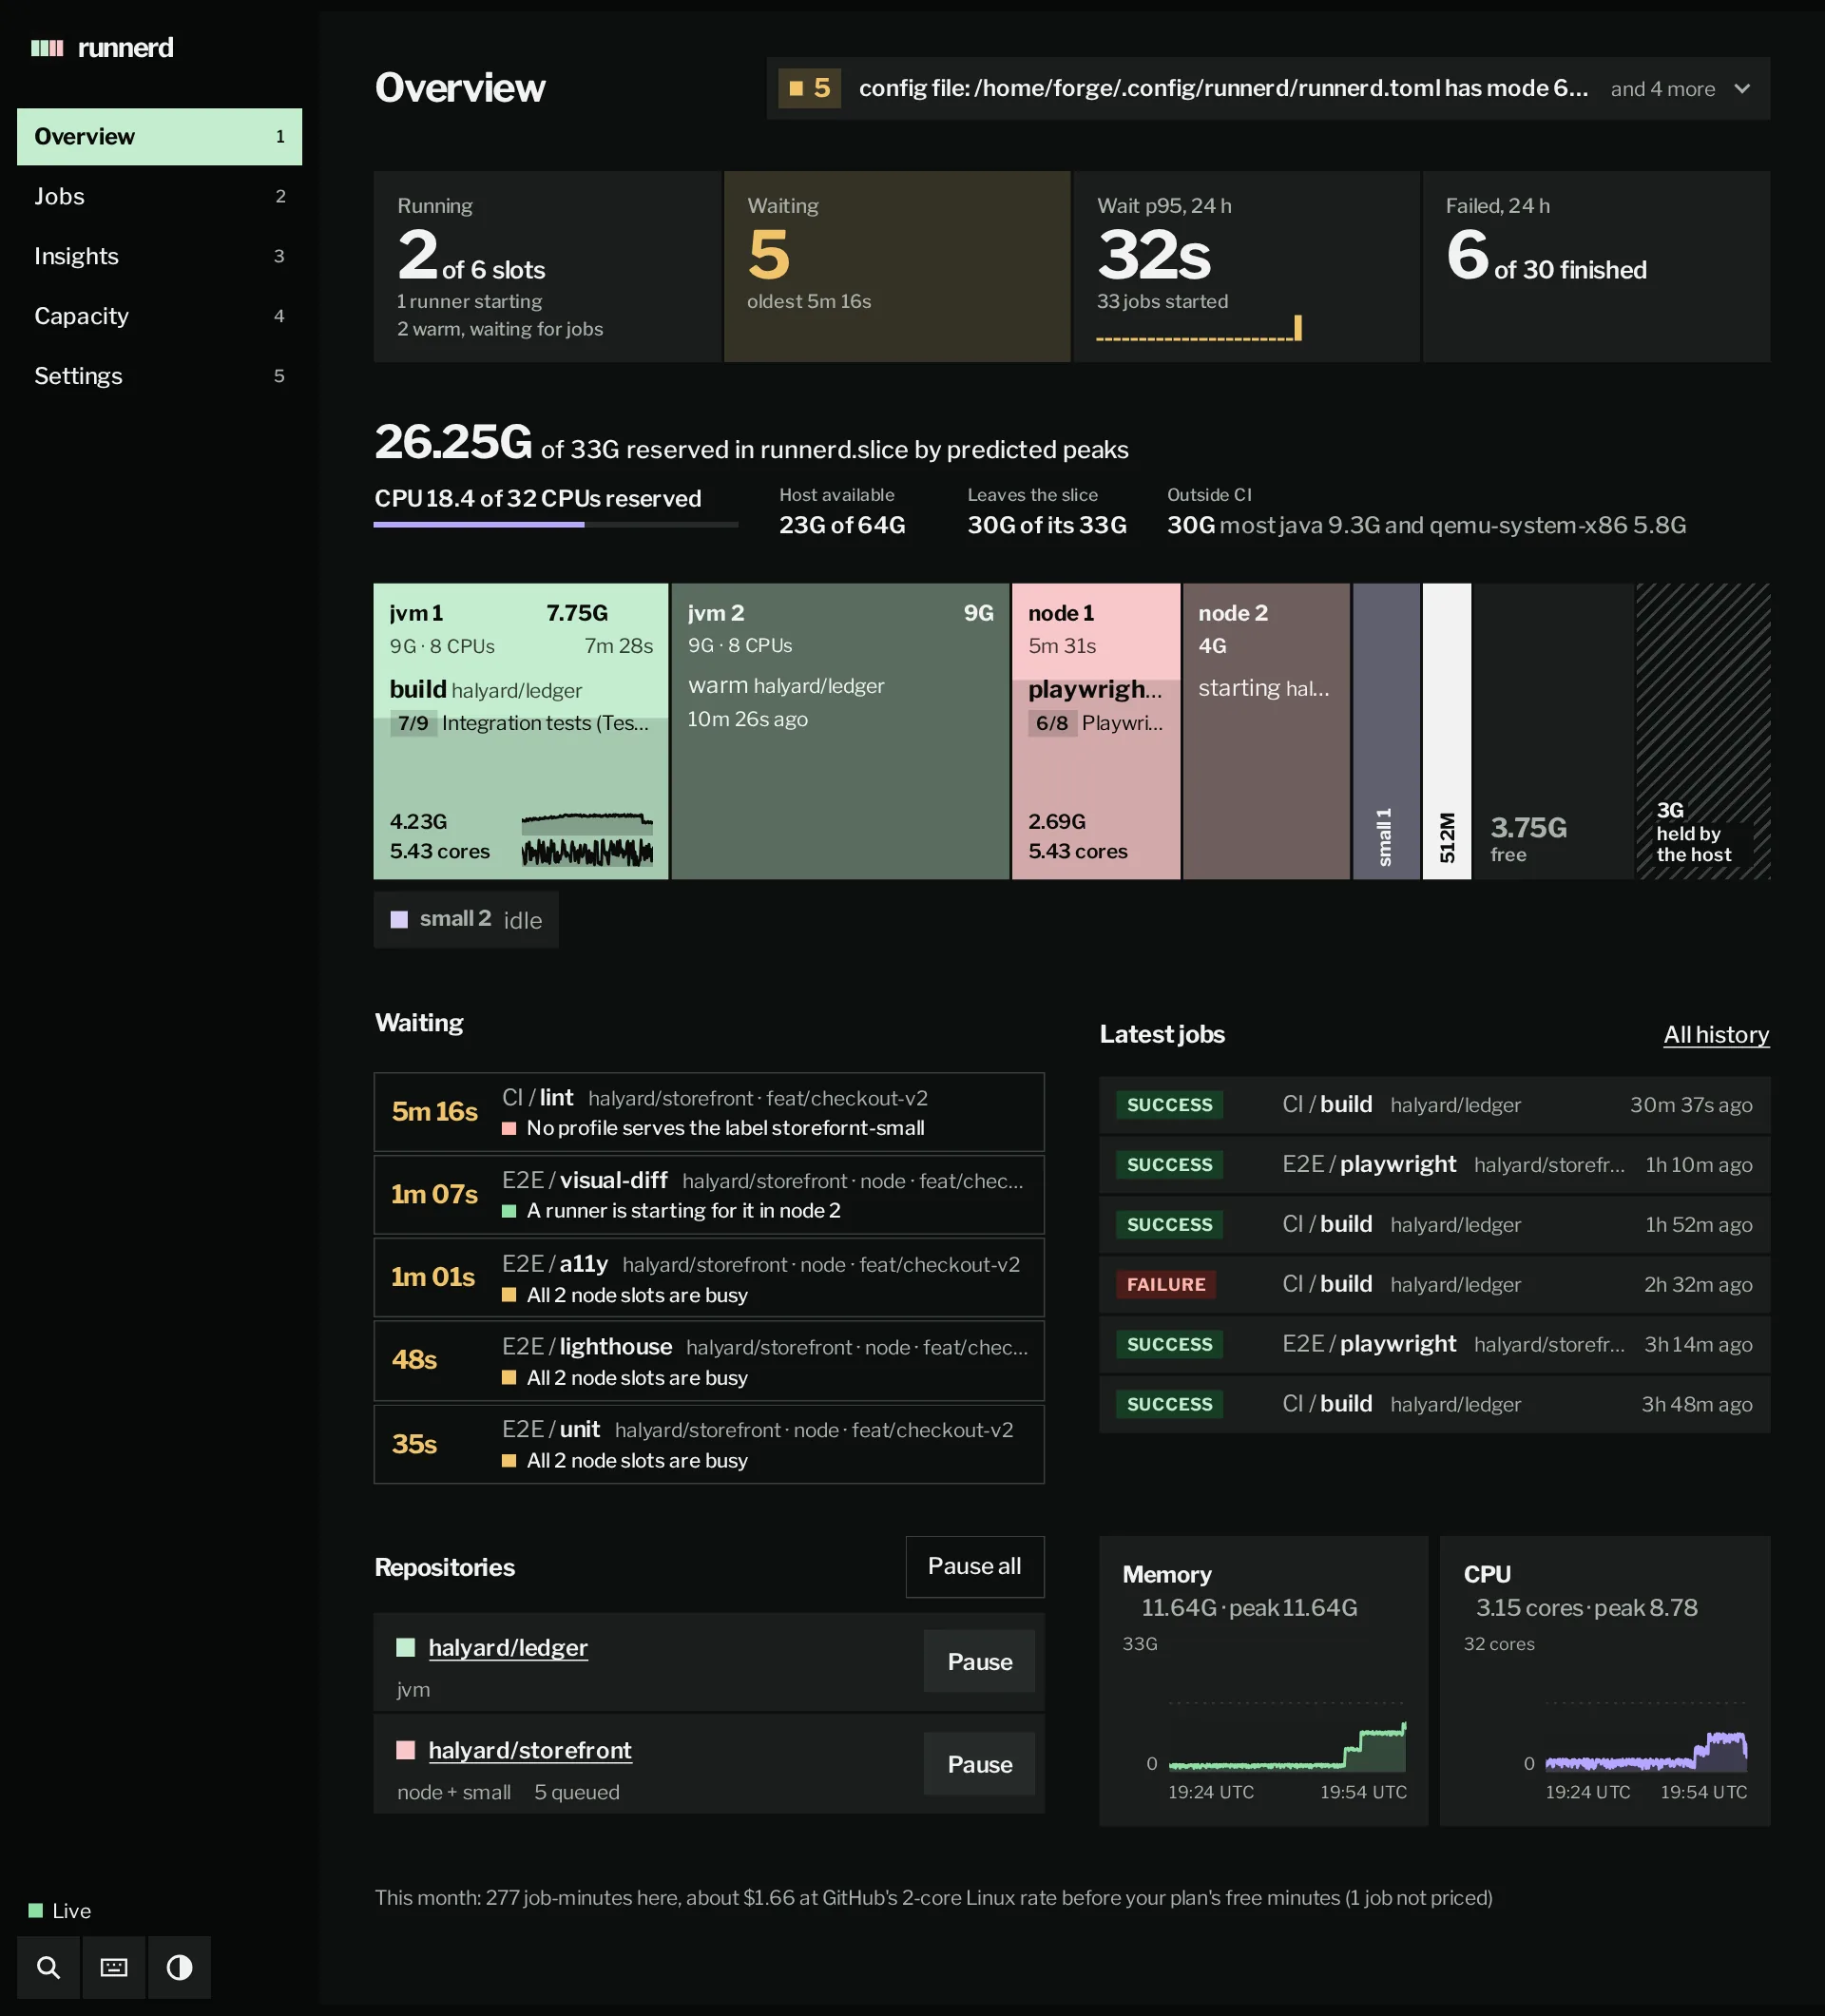 runnerd
Overview 1
Jobs 2
Insights 3
Capacity 4
Settings 5
Overview
5 config file: /home/forge/.config/runnerd/runnerd.toml has mode 6… and 4 more
Running
2 of 6 slots
1 runner starting
2 warm, waiting for jobs
Waiting
5
oldest 5m 16s
Wait p95, 24 h
32s
33 jobs started
Failed, 24 h
6 of 30 finished
26.25G of 33G reserved in runnerd.slice by predicted peaks
CPU 18.4 of 32 CPUs reserved
Host available
23G of 64G
Leaves the slice
30G of its 33G
Outside CI
30G most java 9.3G and qemu-system-x86 5.8G
jvm 1 7.75G
9G · 8 CPUs 7m 28s
build halyard/ledger
7/9 Integration tests (Tes…
4.23G
5.43 cores
jvm 2 9G
9G · 8 CPUs
warm halyard/ledger
10m 26s ago
node 1
5m 31s
playwrigh…
6/8 Playwri…
2.69G
5.43 cores
node 2
4G
starting hal…
small 1
512M
3.75G
free
3G
held by
the host
small 2 idle
Waiting
5m 16s
CI / lint halyard/storefront · feat/checkout-v2
No profile serves the label storefornt-small
1m 07s
E2E / visual-diff halyard/storefront · node · feat/chec…
A runner is starting for it in node 2
1m 01s
E2E / a11y halyard/storefront · node · feat/checkout-v2
All 2 node slots are busy
48s
E2E / lighthouse halyard/storefront · node · feat/chec…
All 2 node slots are busy
35s
E2E / unit halyard/storefront · node · feat/checkout-v2
All 2 node slots are busy
Latest jobs All history
SUCCESS CI / build halyard/ledger 30m 37s ago
SUCCESS E2E / playwright halyard/storefr… 1h 10m ago
SUCCESS CI / build halyard/ledger 1h 52m ago
FAILURE CI / build halyard/ledger 2h 32m ago
SUCCESS E2E / playwright halyard/storefr… 3h 14m ago
SUCCESS CI / build halyard/ledger 3h 48m ago
Repositories Pause all
halyard/ledger
jvm
Pause
halyard/storefront
node + small 5 queued
Pause
Memory
11.64G · peak 11.64G
33G
0
19:24 UTC 19:54 UTC
CPU
3.15 cores · peak 8.78
32 cores
0
19:24 UTC 19:54 UTC
This month: 277 job-minutes here, about $1.66 at GitHub's 2-core Linux rate before your plan's free minutes (1 job not priced)
Live